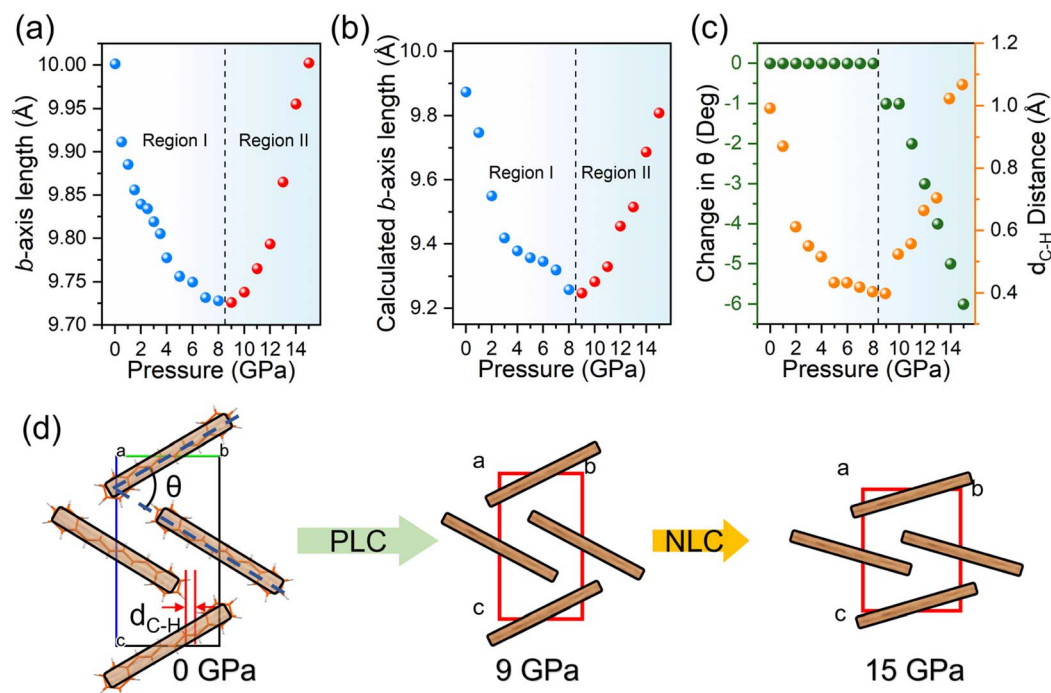 (a)
b-axis length (Å)
10.00
9.95
9.90
9.85
9.80
9.75
9.70
Region I
Region II
0 2 4 6 8 10 12 14
Pressure (GPa)
(b)
Calculated b-axis length (Å)
9.8
9.6
9.4
9.2
Region I
Region II
0 2 4 6 8 10 12 14
Pressure (GPa)
(c)
Change in θ (Deg)
0
-1
-2
-3
-4
-5
-6
1.2
1.0
0.8
0.6
0.4
d C-H Distance (Å)
0 2 4 6 8 10 12 14
Pressure (GPa)
(d)
a
b
θ
d C-H
c
0 GPa
PLC
a
b
c
9 GPa
NLC
a
b
c
15 GPa